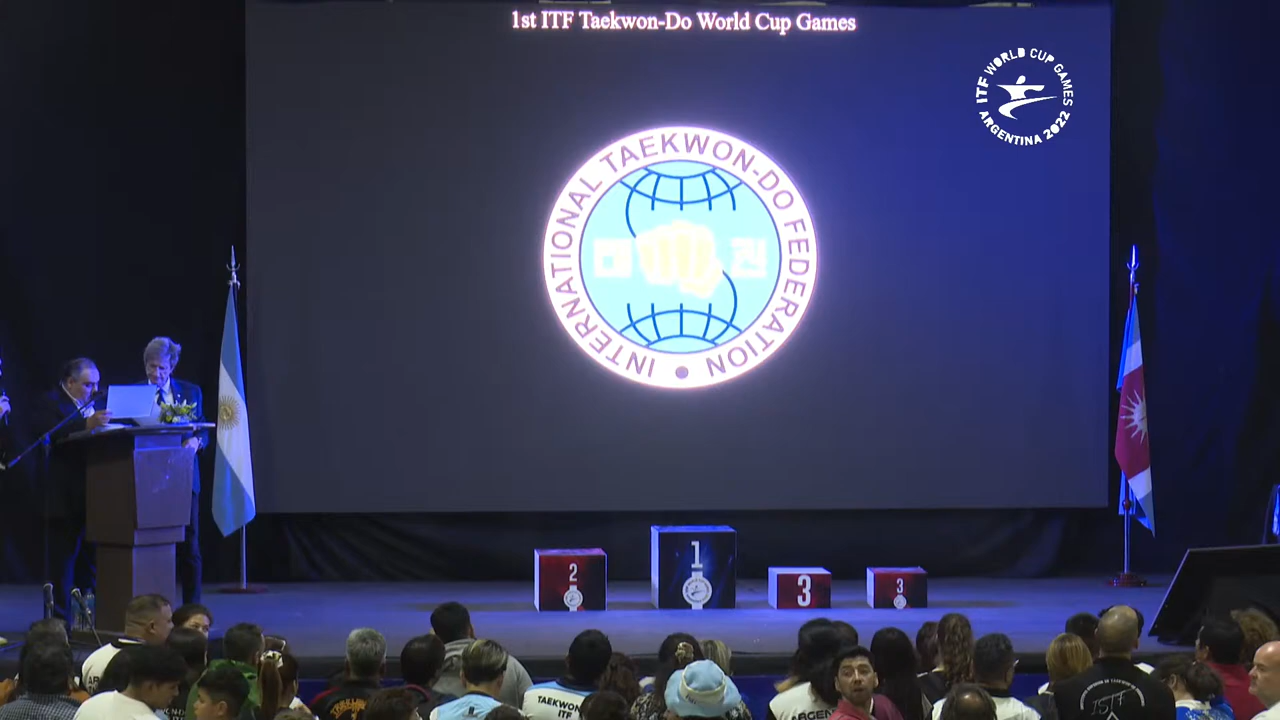 1st ITF Taekwon-Do World Cup Games
ITF WORLD CUP GAMES
ARGENTINA 2022
INTERNATIONAL TAEKWON-DO FEDERATION
2
1
3
3
TAEKWON
ITF